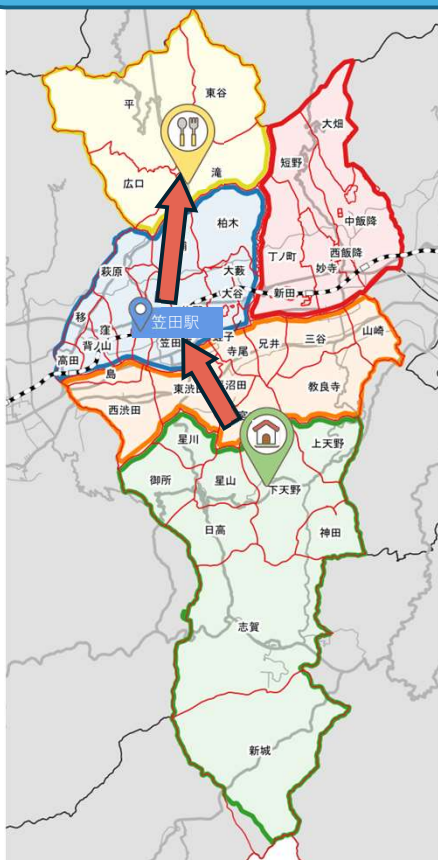 東谷
平
大畑
短野
広口
滝
柏木
中飯降
萩原
丁ノ町
西飯降
大藪
妙寺
大谷
新田
移
窪
笠田駅
山崎
背ノ山
笠田
三谷
高田
兄井
寺尾
島
教良寺
東渋田
沼田
西渋田
星川
上天野
御所
星山
下天野
日高
神田
志賀
新城